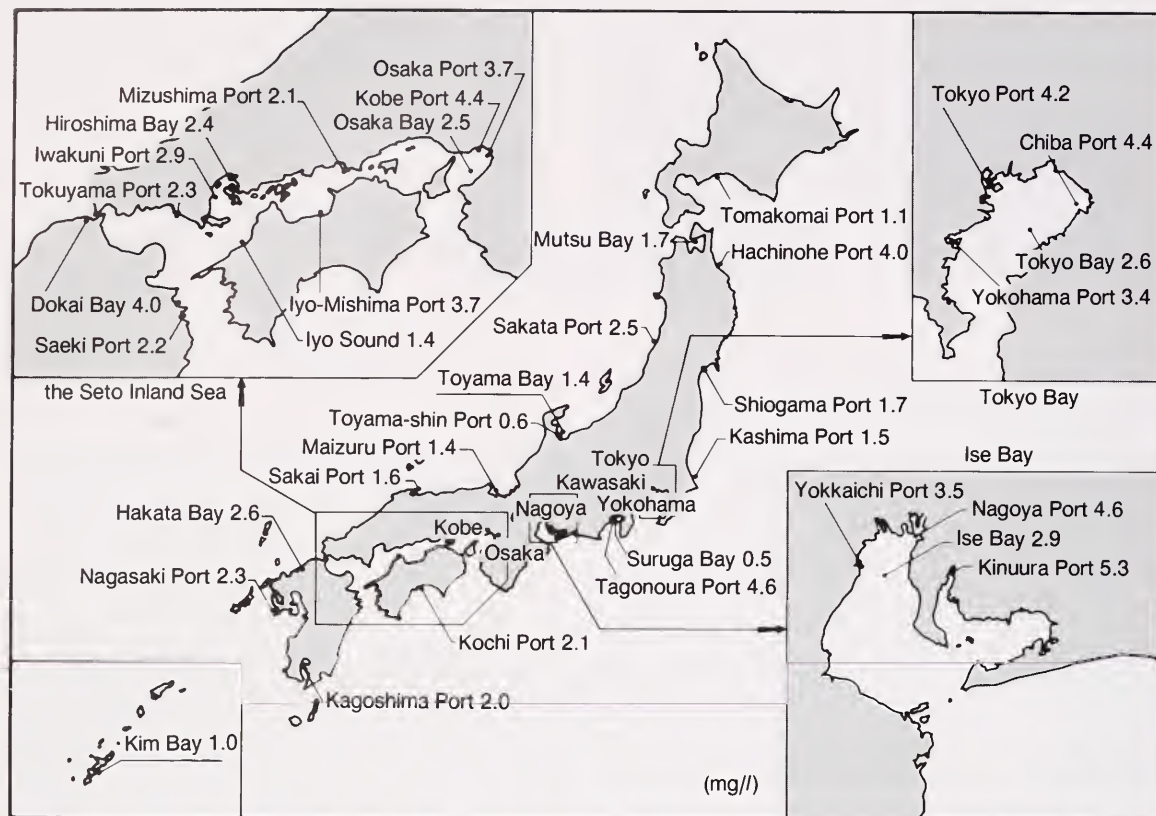 Osaka Port 3.7
Mizushima Port 2.1
Kobe Port 4.4
Hiroshima Bay 2.4
Osaka Bay 2.5
Iwakuni Port 2.9
Tokuyama Port 2.3
Dokai Bay 4.0
Iyo-Mishima Port 3.7
Saeki Port 2.2
Iyo Sound 1.4
the Seto Inland Sea
Tomakomai Port 1.1
Mutsu Bay 1.7
Hachinohe Port 4.0
Sakata Port 2.5
Toyama Bay 1.4
Shiogama Port 1.7
Toyama-shin Port 0.6
Kashima Port 1.5
Maizuru Port 1.4
Tokyo
Sakai Port 1.6
Kawasaki
Nagoya
Yokohama
Hakata Bay 2.6
Kobe
Osaka
Suruga Bay 0.5
Nagasaki Port 2.3
Tagonoura Port 4.6
Kochi Port 2.1
Kagoshima Port 2.0
Kim Bay 1.0
(mg/l)
Tokyo Port 4.2
Chiba Port 4.4
Tokyo Bay 2.6
Yokohama Port 3.4
Tokyo Bay
Ise Bay
Yokkaichi Port 3.5
Nagoya Port 4.6
Ise Bay 2.9
Kinuura Port 5.3